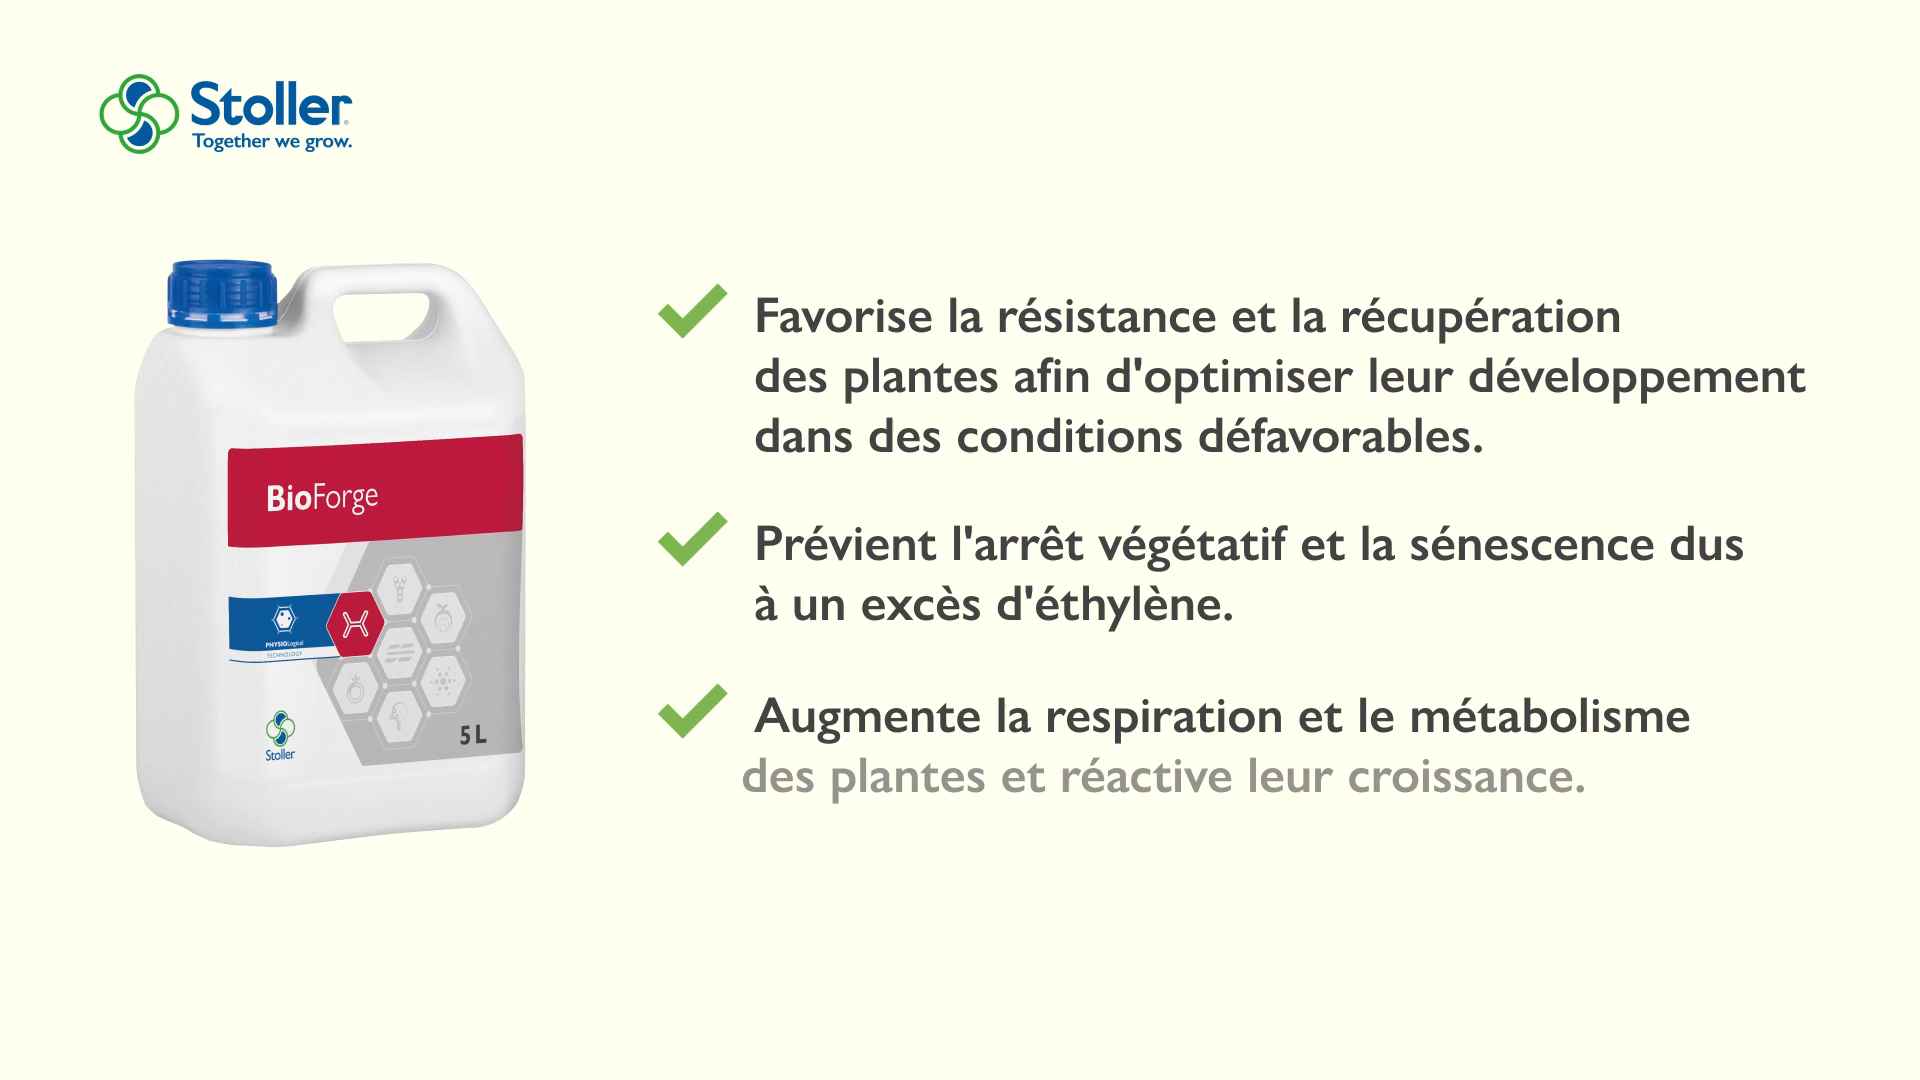 Stoller
Together we grow.
Favorise la résistance et la récupération
des plantes afin d'optimiser leur développement
dans des conditions défavorables.
Prévient l'arrêt végétatif et la sénescence dus
à un excès d'éthylène.
Augmente la respiration et le métabolisme
des plantes et réactive leur croissance.
BioForge
PHYSIOLogical
TECHNOLOGY
5 L
Stoller